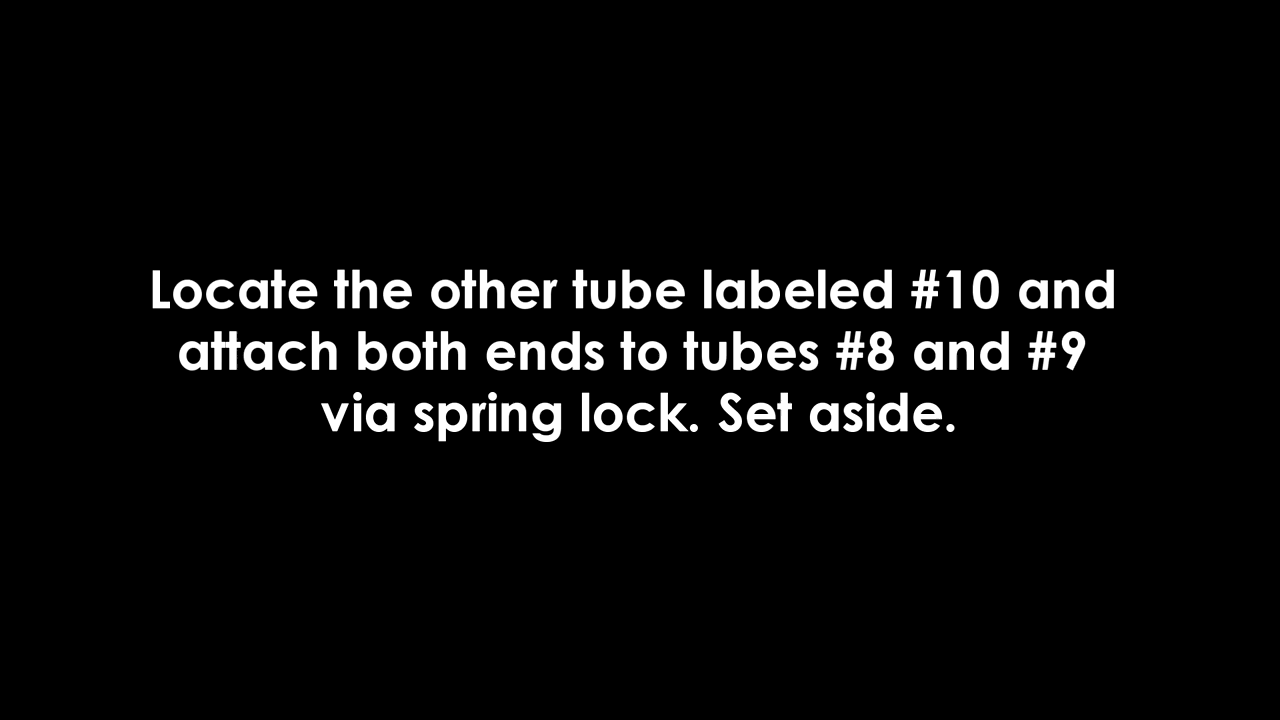 Locate the other tube labeled #10 and
attach both ends to tubes #8 and #9
via spring lock. Set aside.